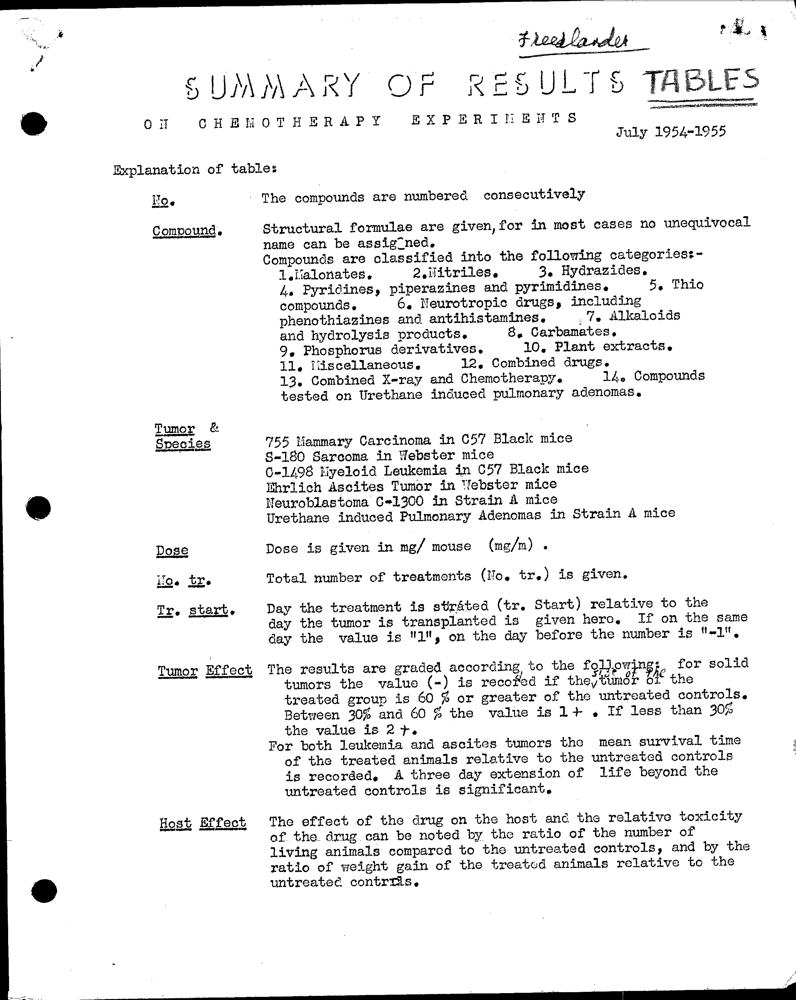 Freedlander
SUMMARY OF RESULTS TABLES
ON CHEMOTHERAPY EXPERIMENTS
July 1954-1955
Explanation of table:
No. The compounds are numbered consecutively
Compound. Structural formulae are given, for in most cases no unequivocal
name can be assig^ned.
Compounds are classified into the following categories:-
1.Malonates. 2.Nitriles. 3. Hydrazides.
4. Pyridines, piperazines and pyrimidines. 5. Thio
compounds. 6. Neurotropic drugs, including
phenothiazines and antihistamines. 7. Alkaloids
and hydrolysis products. 8. Carbamates.
9. Phosphorus derivatives. 10. Plant extracts.
11. Miscellaneous. 12. Combined drugs.
13. Combined X-ray and Chemotherapy. 14. Compounds
tested on Urethane induced pulmonary adenomas.
Tumor &
Species 755 Mammary Carcinoma in C57 Black mice
S-180 Sarcoma in Webster mice
C-1498 Myeloid Leukemia in C57 Black mice
Ehrlich Ascites Tumor in Webster mice
Neuroblastoma C-1300 in Strain A mice
Urethane induced Pulmonary Adenomas in Strain A mice
Dose Dose is given in mg/ mouse (mg/m) .
No. tr. Total number of treatments (No. tr.) is given.
Tr. start. Day the treatment is strated (tr. Start) relative to the
day the tumor is transplanted is given here. If on the same
day the value is "1", on the day before the number is "-1".
Tumor Effect The results are graded according to the following: for solid
tumors the value (-) is recored if the size of the tumor of the
treated group is 60 % or greater of the untreated controls.
Between 30% and 60 % the value is 1 + . If less than 30%
the value is 2 +.
For both leukemia and ascites tumors the mean survival time
of the treated animals relative to the untreated controls
is recorded. A three day extension of life beyond the
untreated controls is significant.
Host Effect The effect of the drug on the host and the relative toxicity
of the drug can be noted by the ratio of the number of
living animals compared to the untreated controls, and by the
ratio of weight gain of the treated animals relative to the
untreated controls.